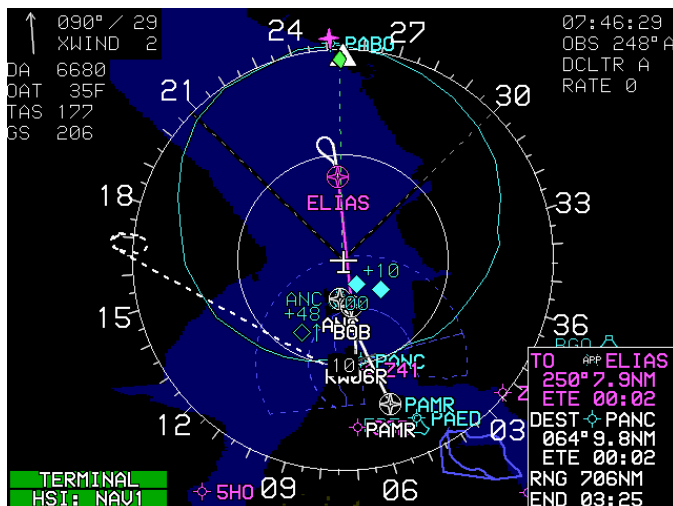 090°/ 29
XWIND 2
DA 6680
OAT 35F
TAS 177
GS 206
07:46:29
OBS 248°A
DCLTR A
RATE 0
24
27
PABO
21
30
ELIAS
18
33
+10
ANC
00
+48
BOB
15
36
10
PANC
RW06R
Z41
PAMR
PAED
PAMR
12
03
09
06
5HO
TO APP ELIAS
250°7.9NM
ETE 00:02
DEST PANC
064°9.8NM
ETE 00:02
RNG 706NM
END 03:25
TERMINAL
HSI: NAV1